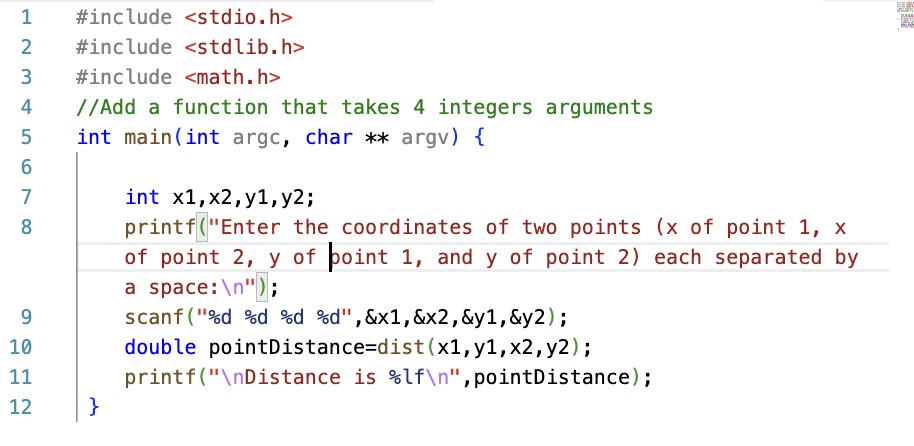 1 #include <stdio.h>
2 #include <stdlib.h>
3 #include <math.h>
4 //Add a function that takes 4 integers arguments
5 int main(int argc, char ** argv) {
6
7 int x1,x2,y1,y2;
8 printf("Enter the coordinates of two points (x of point 1, x
of point 2, y of point 1, and y of point 2) each separated by
a space:\n");
9 scanf("%d %d %d %d",&x1,&x2,&y1,&y2);
10 double pointDistance=dist(x1,y1,x2,y2);
11 printf("\nDistance is %lf\n",pointDistance);
12 }